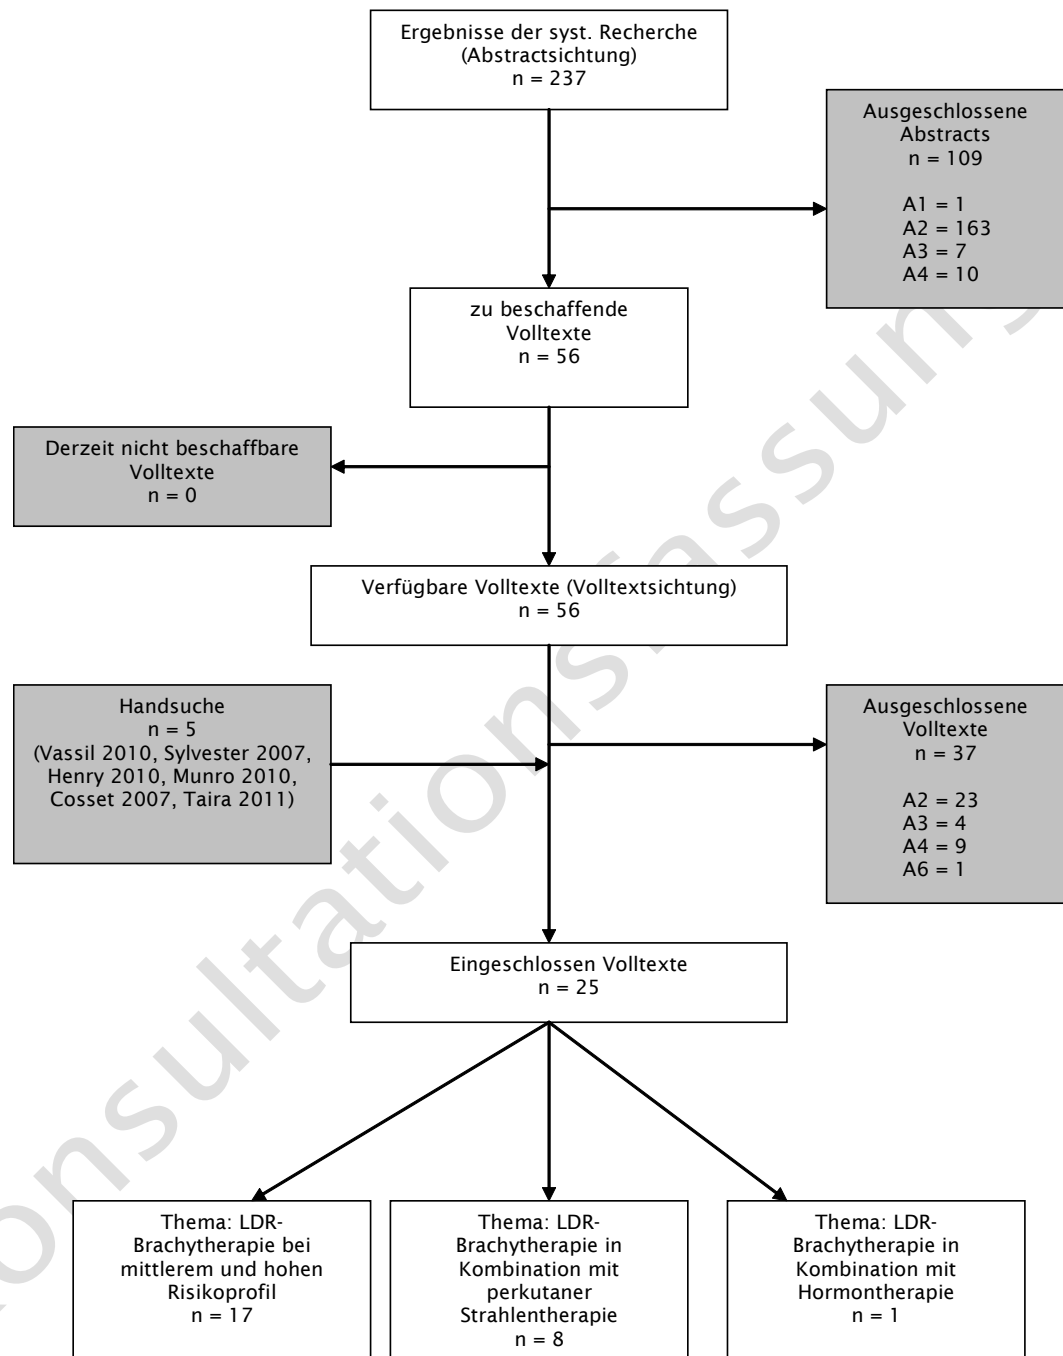 Ergebnisse der syst. Recherche
(Abstractsichtung)
n = 237
Ausgeschlossene
Abstracts
n = 109
A1 = 1
A2 = 163
A3 = 7
A4 = 10
zu beschaffende
Volltexte
n = 56
Derzeit nicht beschaffbare
Volltexte
n = 0
Verfügbare Volltexte (Volltextsichtung)
n = 56
Handsuche
n = 5
(Vassil 2010, Sylvester 2007,
Henry 2010, Munro 2010,
Cosset 2007, Taira 2011)
Ausgeschlossene
Volltexte
n = 37
A2 = 23
A3 = 4
A4 = 9
A6 = 1
Eingeschlossen Volltexte
n = 25
Thema: LDR-
Brachytherapie bei
mittlerem und hohen
Risikoprofil
n = 17
Thema: LDR-
Brachytherapie in
Kombination mit
perkutaner
Strahlentherapie
n = 8
Thema: LDR-
Brachytherapie in
Kombination mit
Hormontherapie
n = 1
onsultationsfassung